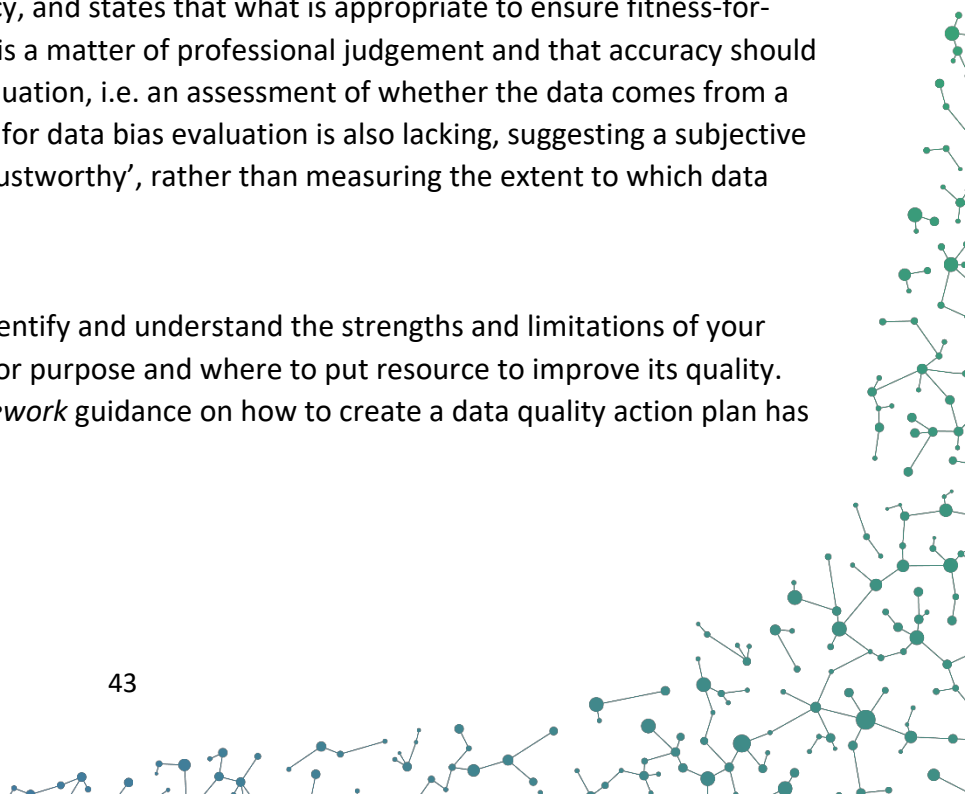 cy, and states that what is appropriate to ensure fitness-for-
is a matter of professional judgement and that accuracy should
uation, i.e. an assessment of whether the data comes from a
for data bias evaluation is also lacking, suggesting a subjective
ustworthy’, rather than measuring the extent to which data
entify and understand the strengths and limitations of your
or purpose and where to put resource to improve its quality.
ework guidance on how to create a data quality action plan has
43